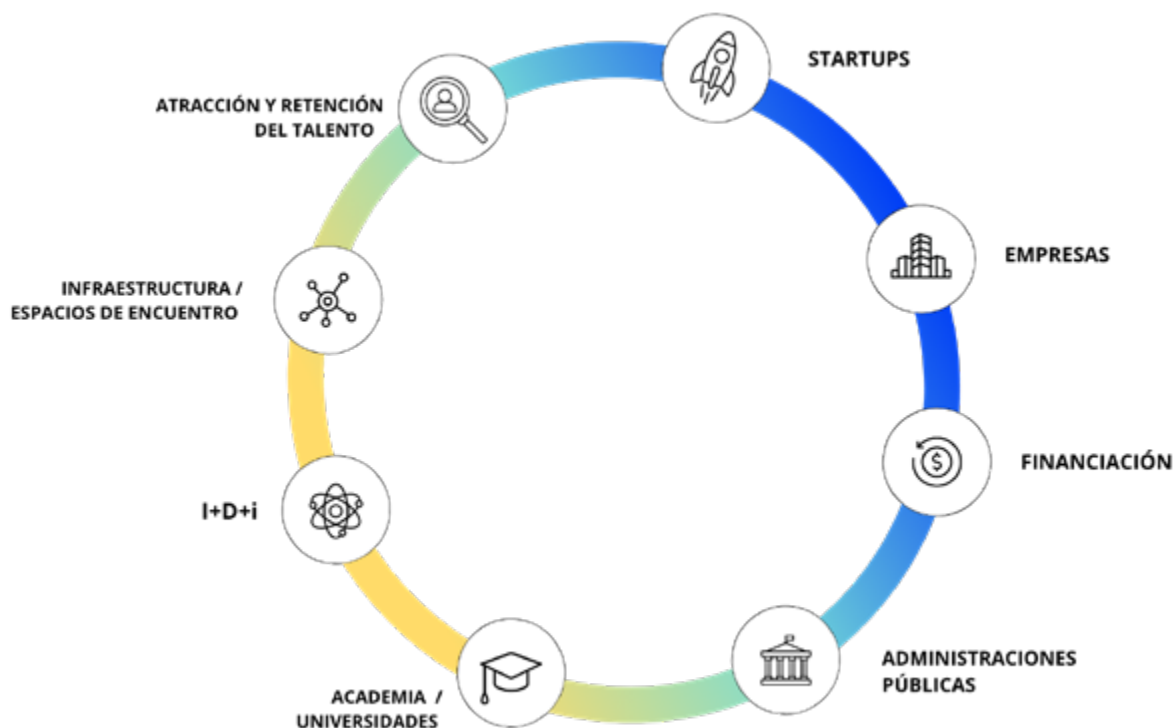 STARTUPS
EMPRESAS
FINANCIACIÓN
ADMINISTRACIONES
PÚBLICAS
ACADEMIA /
UNIVERSIDADES
I+D+i
INFRAESTRUCTURA /
ESPACIOS DE ENCUENTRO
ATRACCIÓN Y RETENCIÓN
DEL TALENTO
$